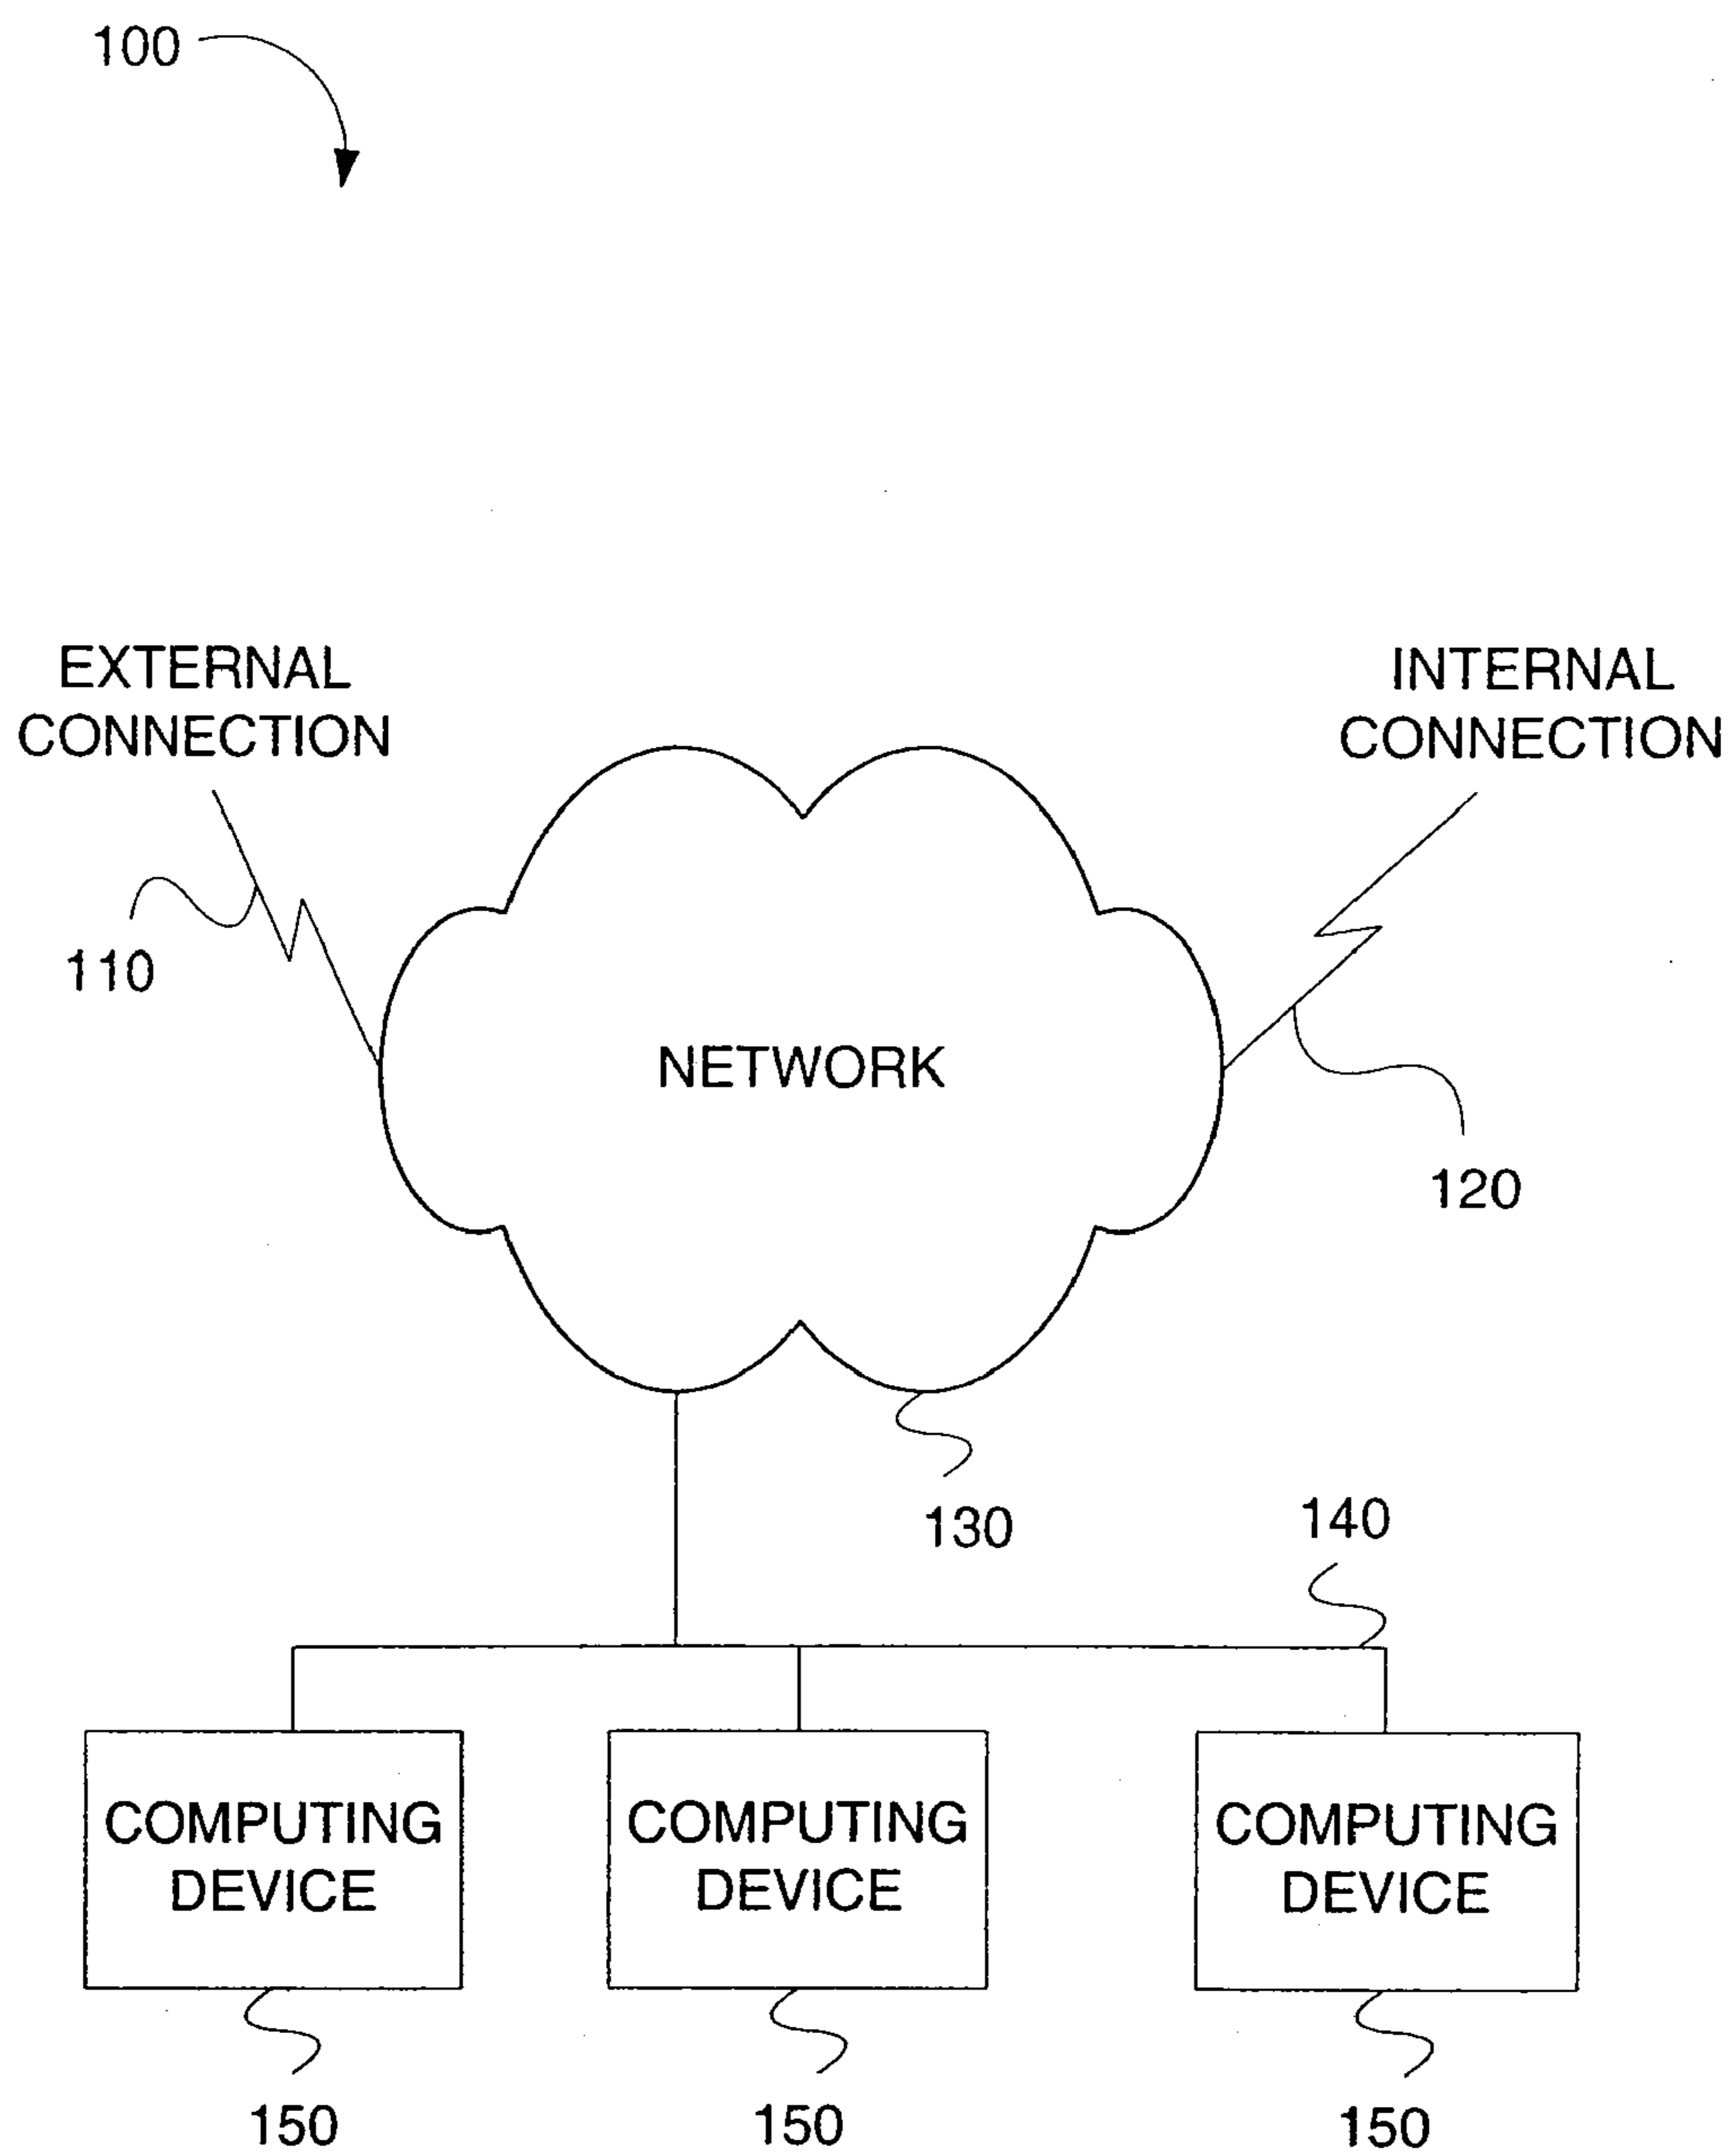 100
EXTERNAL
CONNECTION
INTERNAL
CONNECTION
110
NETWORK
120
130
140
COMPUTING
DEVICE
COMPUTING
DEVICE
COMPUTING
DEVICE
150
150
150